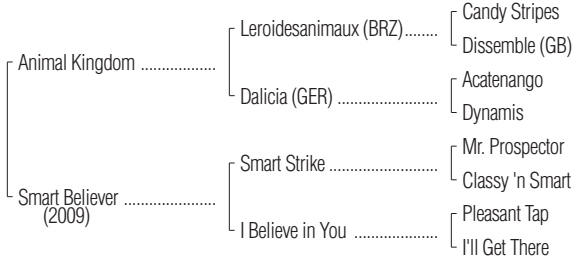 Candy Stripes
Leroidesanimaux (BRZ)........
Dissemble (GB)
Animal Kingdom ..................
Acatenango
Dalicia (GER) ........................
Dynamis
Mr. Prospector
Smart Strike ..........................
Classy 'n Smart
Smart Believer ......................
(2009)
Pleasant Tap
I Believe in You ....................
I'll Get There